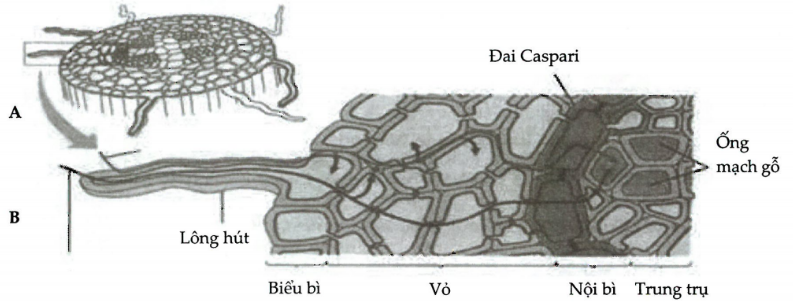 Đai Caspari
A
Ống
mạch gỗ
B
Lông hút
Biểu bì
Vỏ
Nội bì
Trung trụ